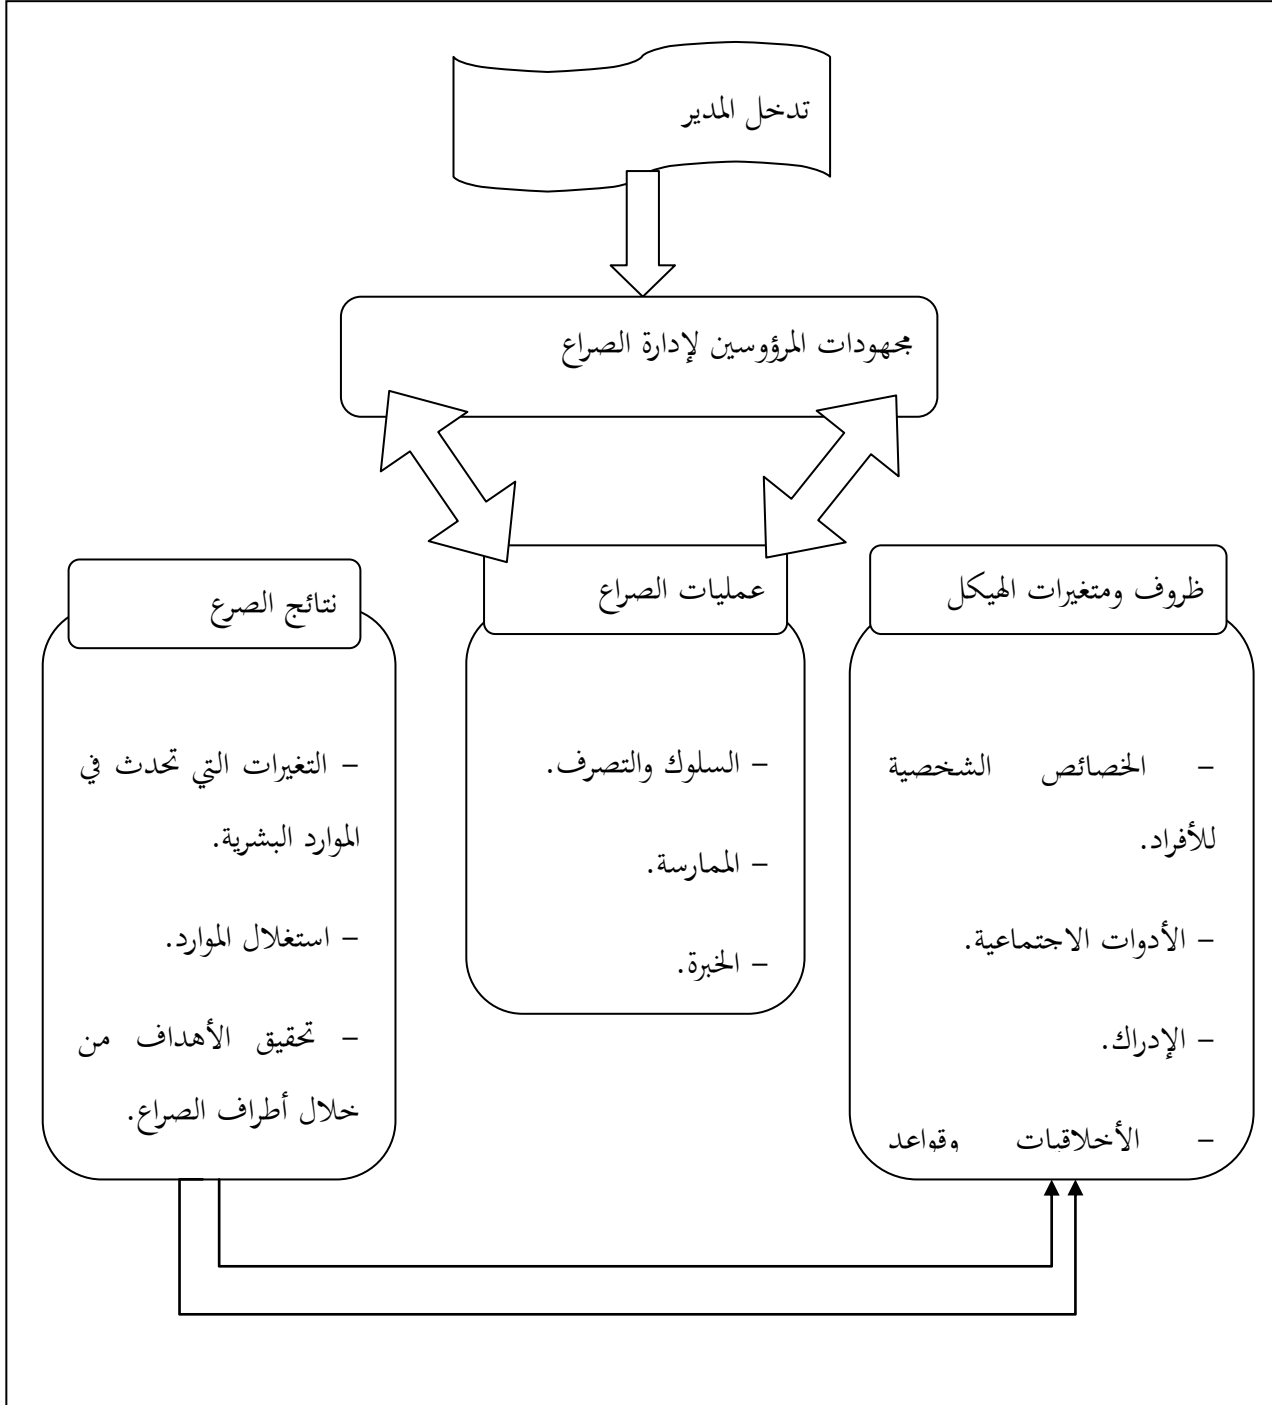 تدخل المدير
مجهودات المرؤوسين لإدارة الصراع
ظروف ومتغيرات الهيكل
– الخصائص الشخصية
للأفراد.
– الأدوات الاجتماعية.
– الإدراك.
– الأخلاقيات وقواعد
عمليات الصراع
– السلوك والتصرف.
– الممارسة.
– الخبرة.
نتائج الصرع
– التغيرات التي تحدث في
الموارد البشرية.
– استغلال الموارد.
– تحقيق الأهداف من
خلال أطراف الصراع.